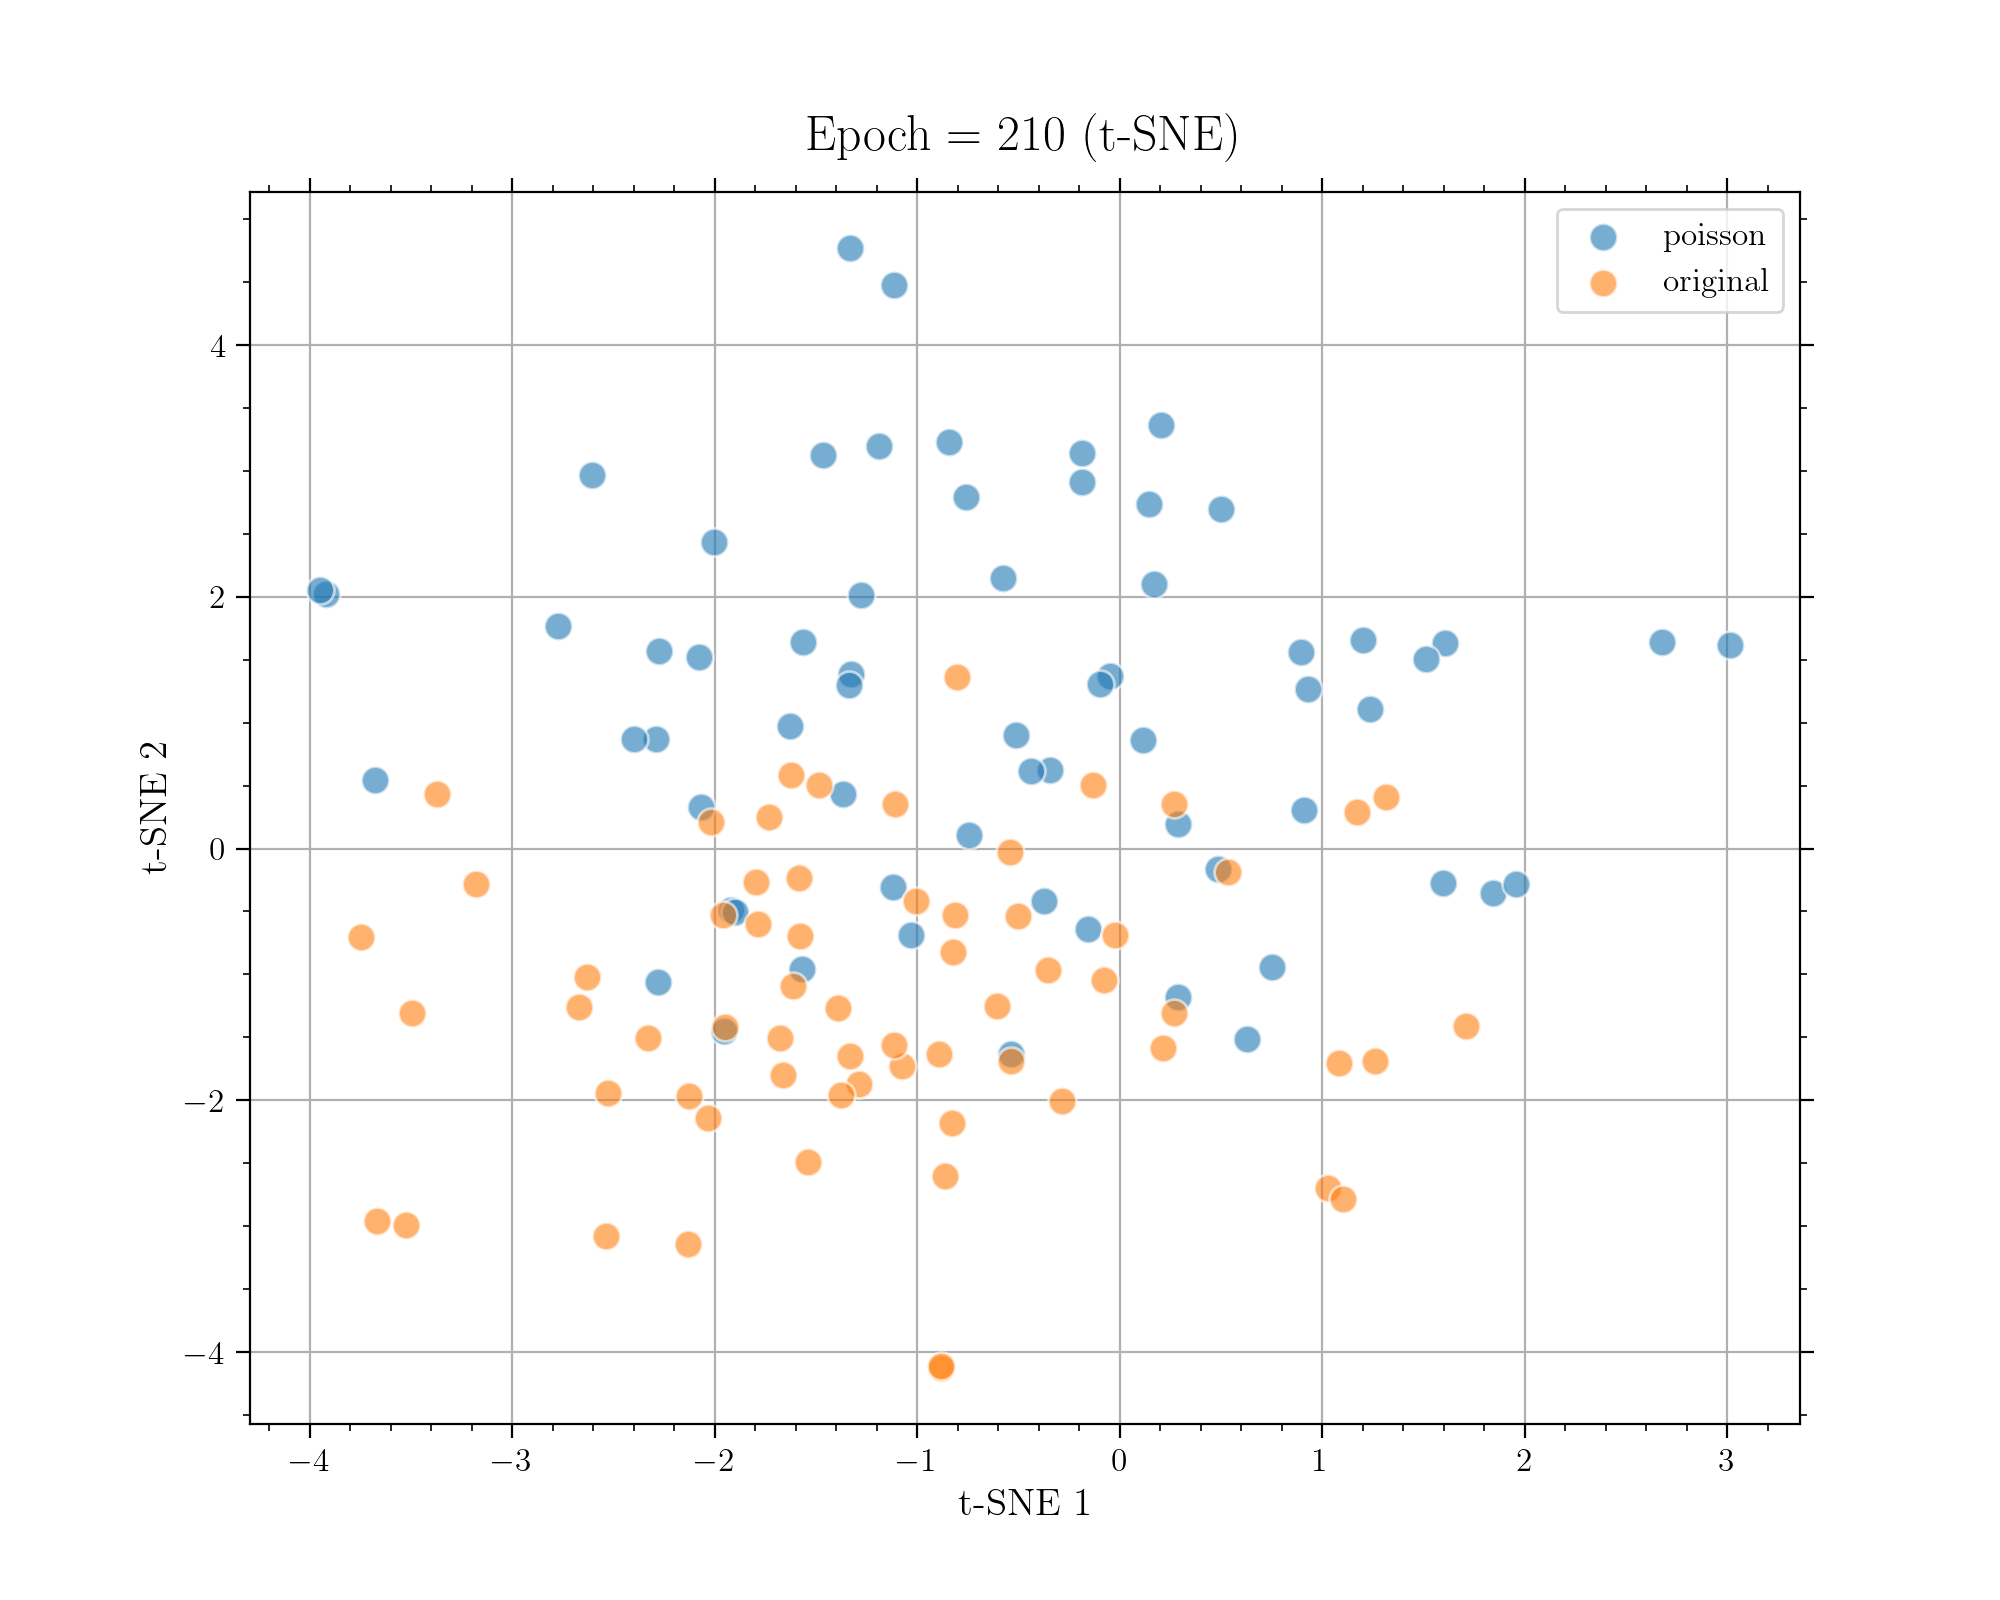 Epoch = 210 (t-SNE)
poisson
original
4
2
0
−2
−4
t-SNE 2
−4 −3 −2 −1 0 1 2 3
t-SNE 1